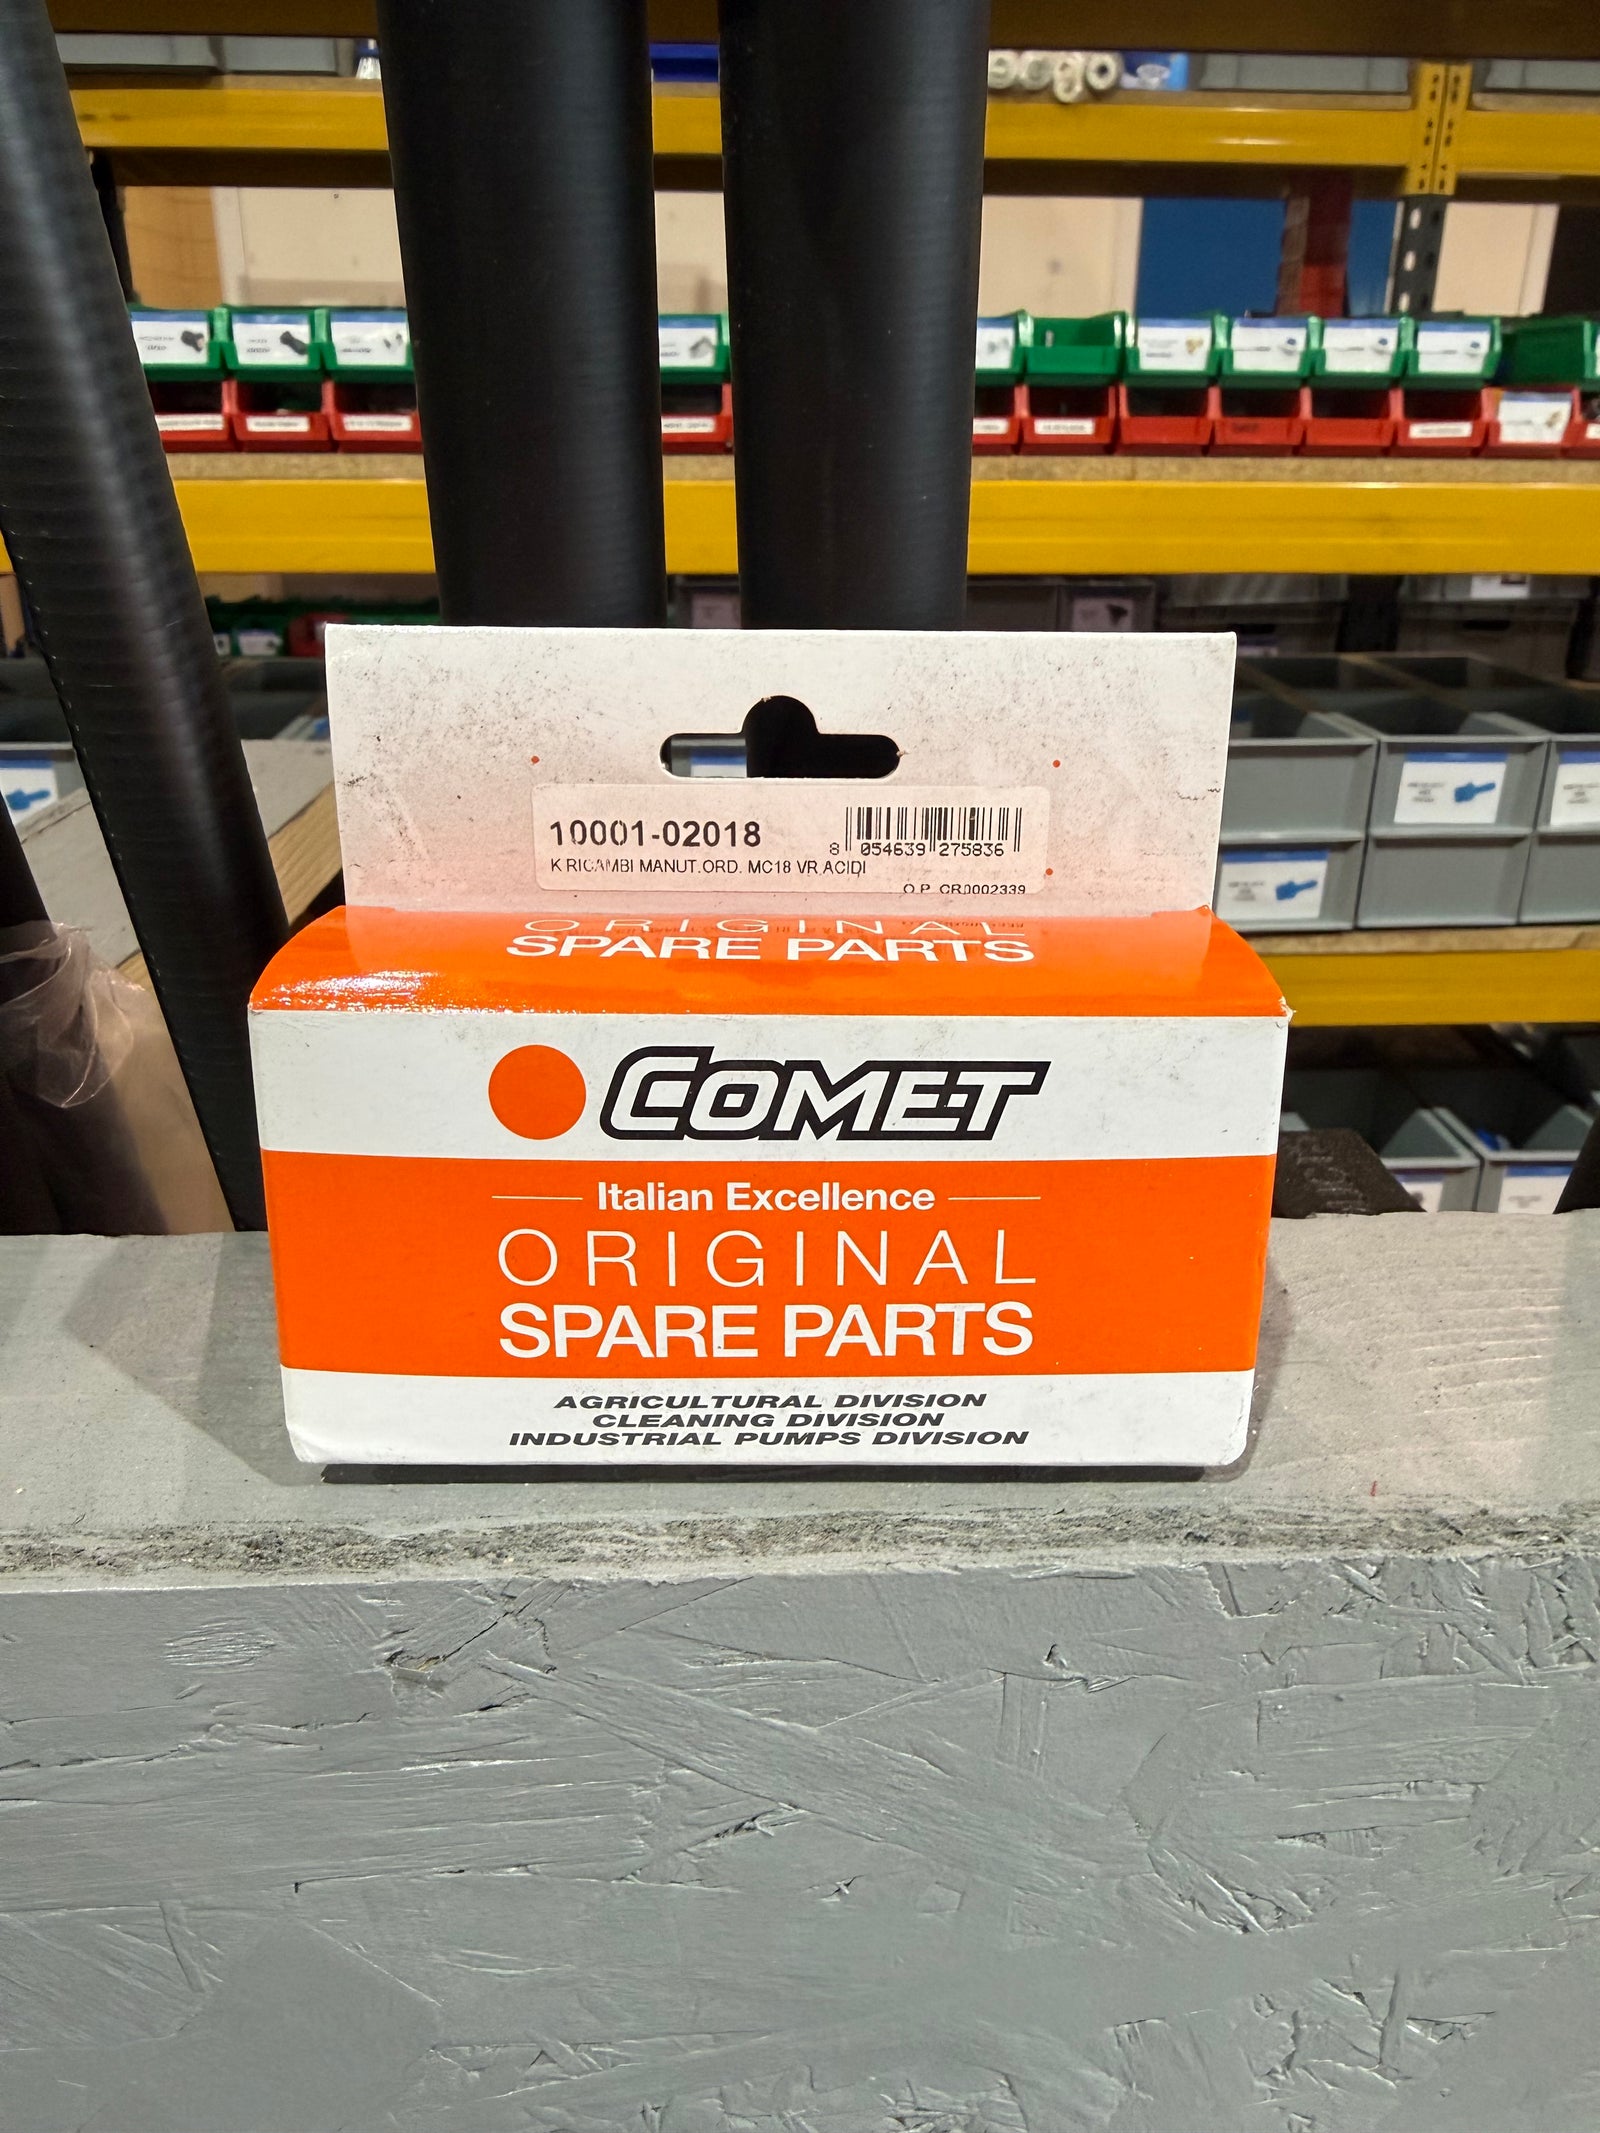 10001-02018
8 054639 275836
K RICAMBI MANUT.ORD. MC18 VR ACIDI
O.P. CR0002339
ORIGINAL
SPARE PARTS
COMET
Italian Excellence
ORIGINAL
SPARE PARTS
AGRICULTURAL DIVISION
CLEANING DIVISION
INDUSTRIAL PUMPS DIVISION